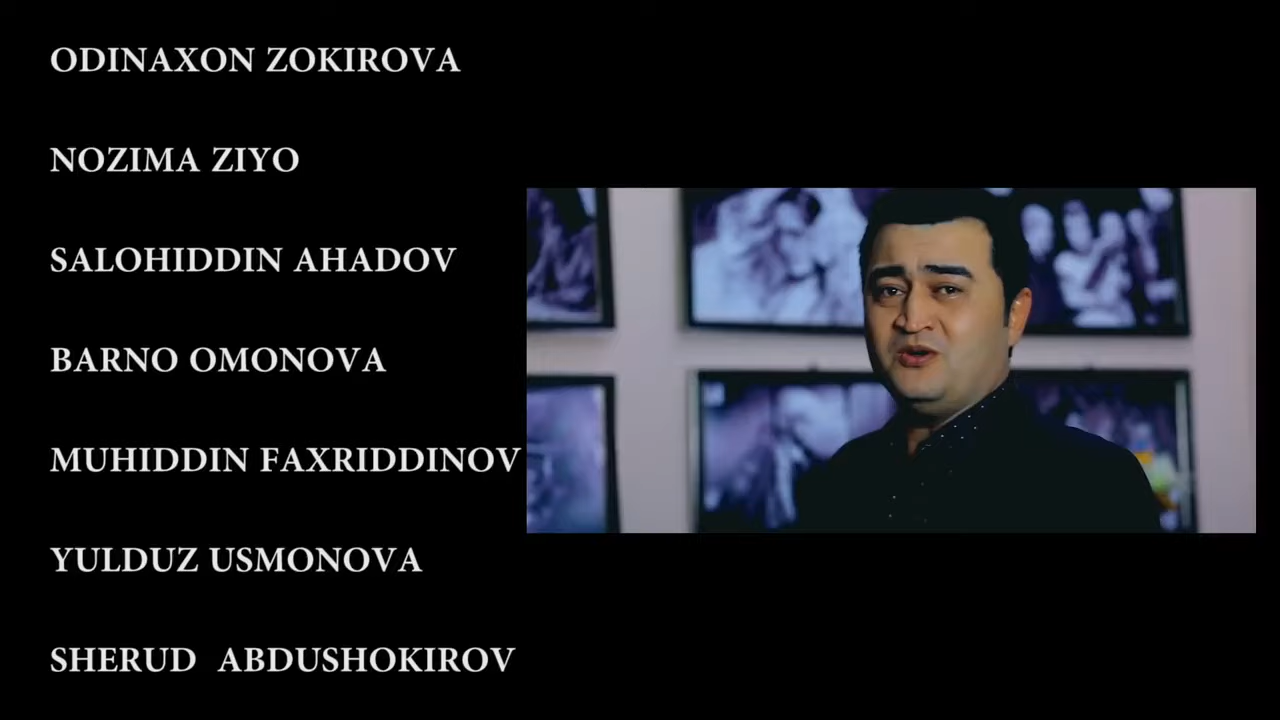 ODINAXON ZOKIROVA
NOZIMA ZIYO
SALOHIDDIN AHADOV
BARNO OMONOVA
MUHIDDIN FAXRIDDINOV
YULDUZ USMONOVA
SHERUD ABDUSHOKIROV